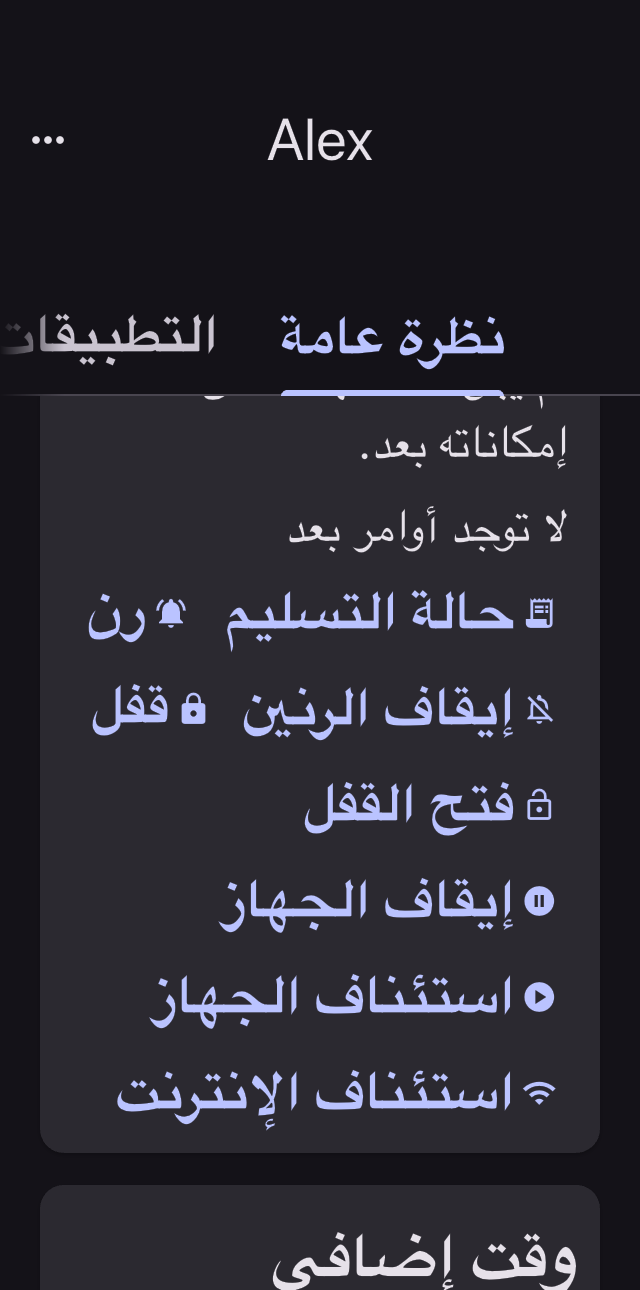 Alex
نظرة عامة
التطبيقات
إمكاناته بعد.
لا توجد أوامر بعد
حالة التسليم رن
إيقاف الرنين قفل
فتح القفل
إيقاف الجهاز
استئناف الجهاز
استئناف الإنترنت
وقت إضافي